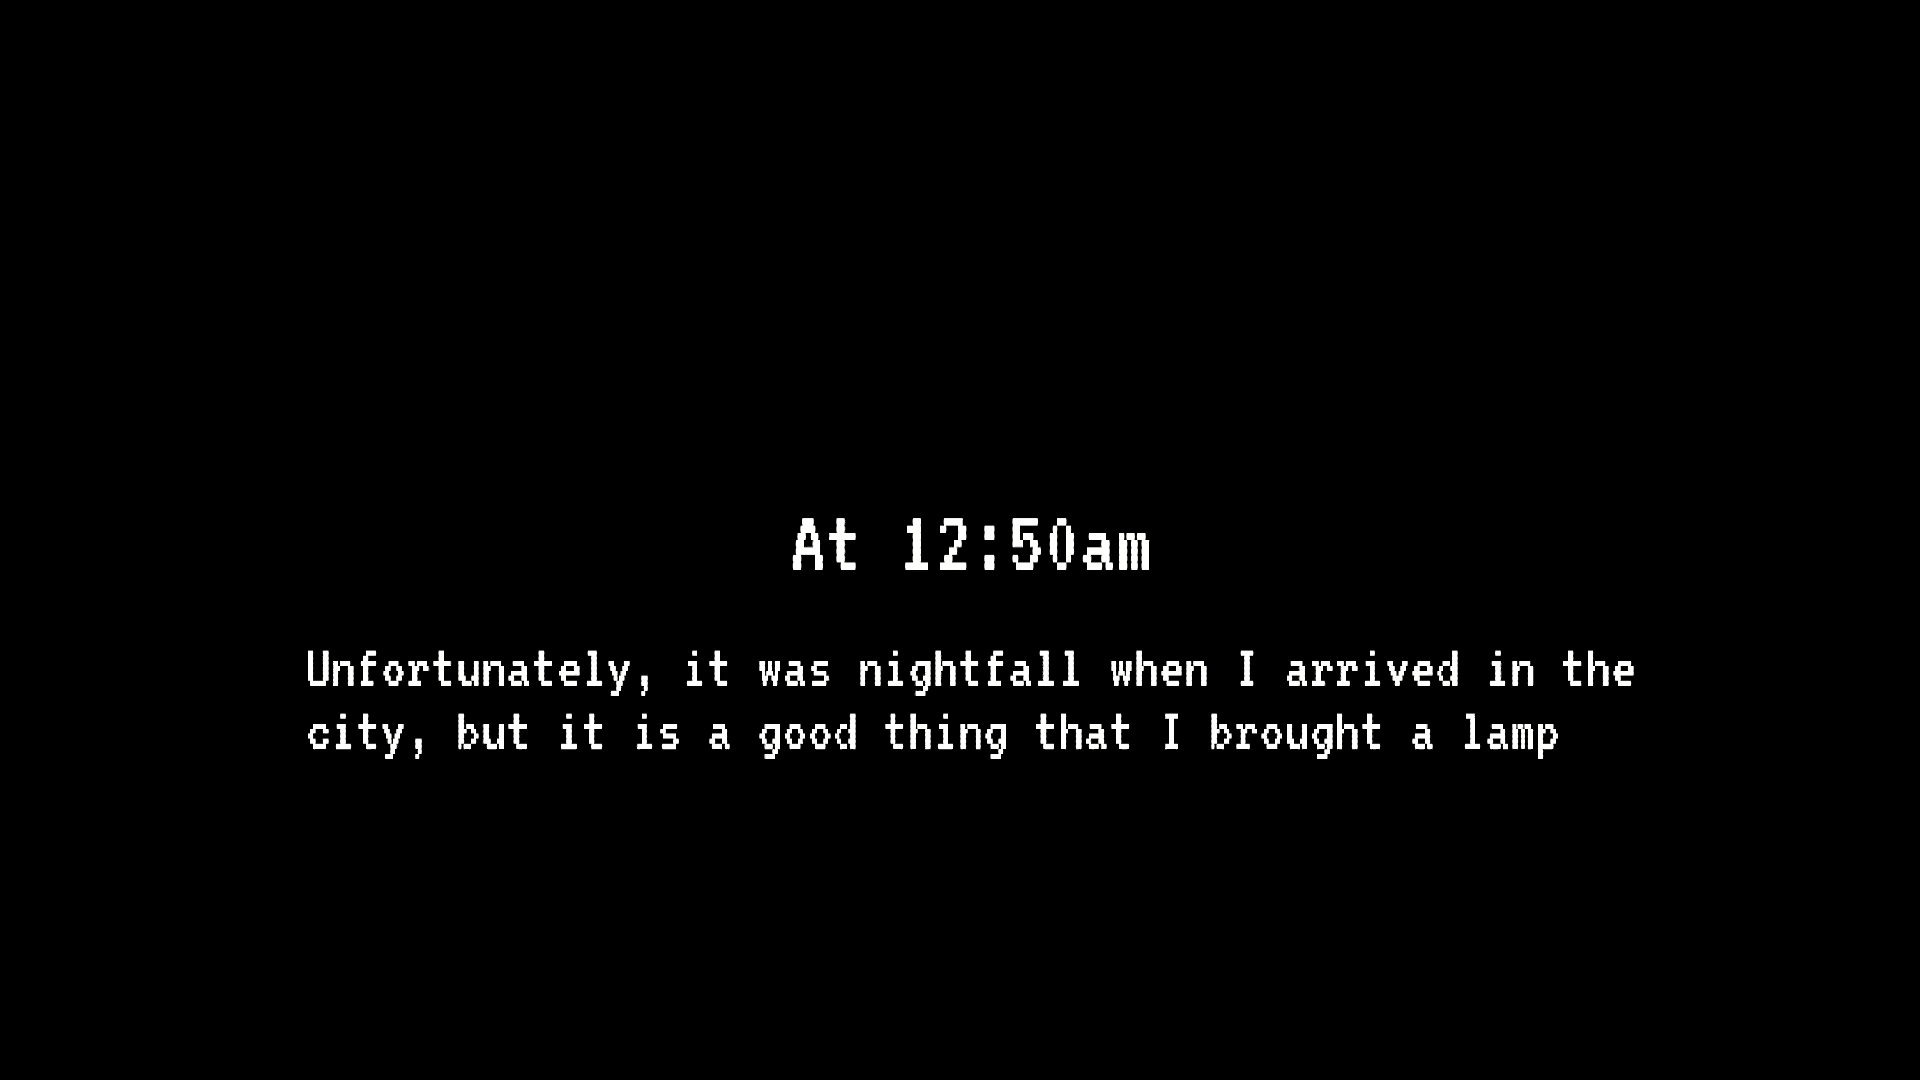 At 12:50am
Unfortunately, it was nightfall when I arrived in the
city, but it is a good thing that I brought a lamp